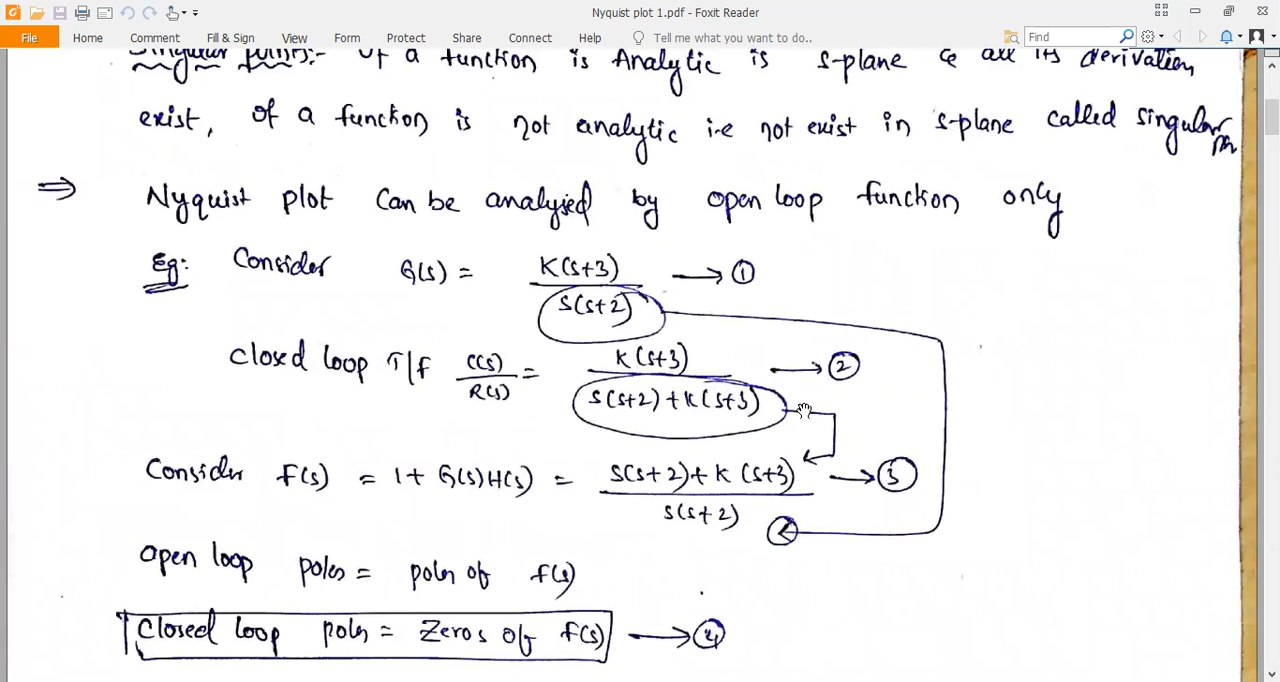 Nyquist plot 1.pdf - Foxit Reader
File Home Comment Fill & Sign View Form Protect Share Connect Help Tell me what you want to do.. Find
Singular points:- of a function is Analytic is s-plane & all its derivation
exist, of a function is not analytic i.e not exist in s-plane called singular
⇒ Nyquist plot can be analysed by open loop function only
Eg: Consider G(s) = K(s+3) / s(s+2) → ①
closed loop T/f C(s)/R(s) = K(s+3) / s(s+2)+K(s+3) → ②
Consider f(s) = 1+G(s)H(s) = s(s+2)+K(s+3) / s(s+2) → ③
open loop poles = poles of f(s)
closed loop poles = Zeros of f(s) → ④